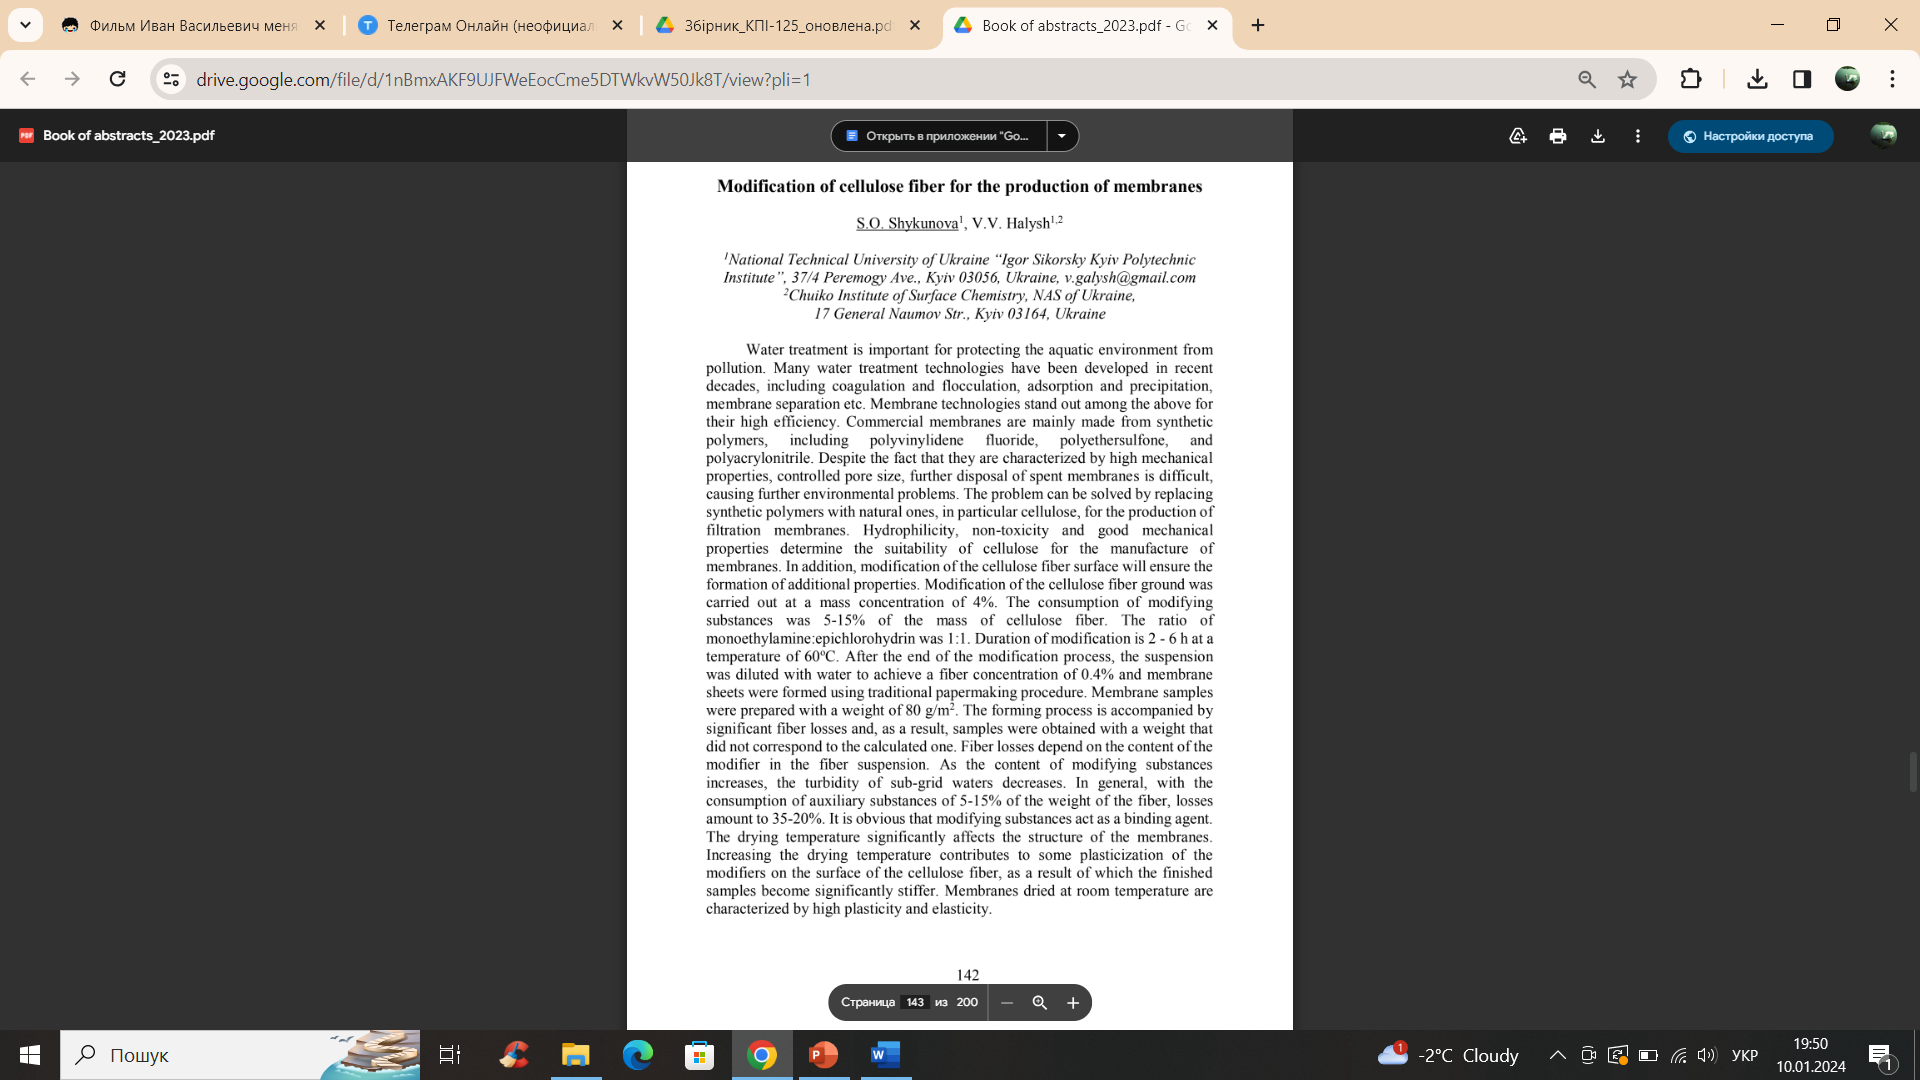 Фильм Иван Васильевич меня
Телеграм Онлайн (неофициал
Збірник_КПІ-125_оновлена.pd
Book of abstracts_2023.pdf - Go
drive.google.com/file/d/1nBmxAKF9UJFWeEocCme5DTWkvW50Jk8T/view?pli=1
PDF Book of abstracts_2023.pdf
Открыть в приложении "Go...
Настройки доступа
Modification of cellulose fiber for the production of membranes
S.O. Shykunova1, V.V. Halysh1,2
1National Technical University of Ukraine “Igor Sikorsky Kyiv Polytechnic
Institute”, 37/4 Peremogy Ave., Kyiv 03056, Ukraine, v.galysh@gmail.com
2Chuiko Institute of Surface Chemistry, NAS of Ukraine,
17 General Naumov Str., Kyiv 03164, Ukraine
Water treatment is important for protecting the aquatic environment from
pollution. Many water treatment technologies have been developed in recent
decades, including coagulation and flocculation, adsorption and precipitation,
membrane separation etc. Membrane technologies stand out among the above for
their high efficiency. Commercial membranes are mainly made from synthetic
polymers, including polyvinylidene fluoride, polyethersulfone, and
polyacrylonitrile. Despite the fact that they are characterized by high mechanical
properties, controlled pore size, further disposal of spent membranes is difficult,
causing further environmental problems. The problem can be solved by replacing
synthetic polymers with natural ones, in particular cellulose, for the production of
filtration membranes. Hydrophilicity, non-toxicity and good mechanical
properties determine the suitability of cellulose for the manufacture of
membranes. In addition, modification of the cellulose fiber surface will ensure the
formation of additional properties. Modification of the cellulose fiber ground was
carried out at a mass concentration of 4%. The consumption of modifying
substances was 5-15% of the mass of cellulose fiber. The ratio of
monoethylamine:epichlorohydrin was 1:1. Duration of modification is 2 - 6 h at a
temperature of 60ºC. After the end of the modification process, the suspension
was diluted with water to achieve a fiber concentration of 0.4% and membrane
sheets were formed using traditional papermaking procedure. Membrane samples
were prepared with a weight of 80 g/m2. The forming process is accompanied by
significant fiber losses and, as a result, samples were obtained with a weight that
did not correspond to the calculated one. Fiber losses depend on the content of the
modifier in the fiber suspension. As the content of modifying substances
increases, the turbidity of sub-grid waters decreases. In general, with the
consumption of auxiliary substances of 5-15% of the weight of the fiber, losses
amount to 35-20%. It is obvious that modifying substances act as a binding agent.
The drying temperature significantly affects the structure of the membranes.
Increasing the drying temperature contributes to some plasticization of the
modifiers on the surface of the cellulose fiber, as a result of which the finished
samples become significantly stiffer. Membranes dried at room temperature are
characterized by high plasticity and elasticity.
142
Страница 143 из 200
Пошук
-2°C Cloudy
УКР
19:50
10.01.2024
1